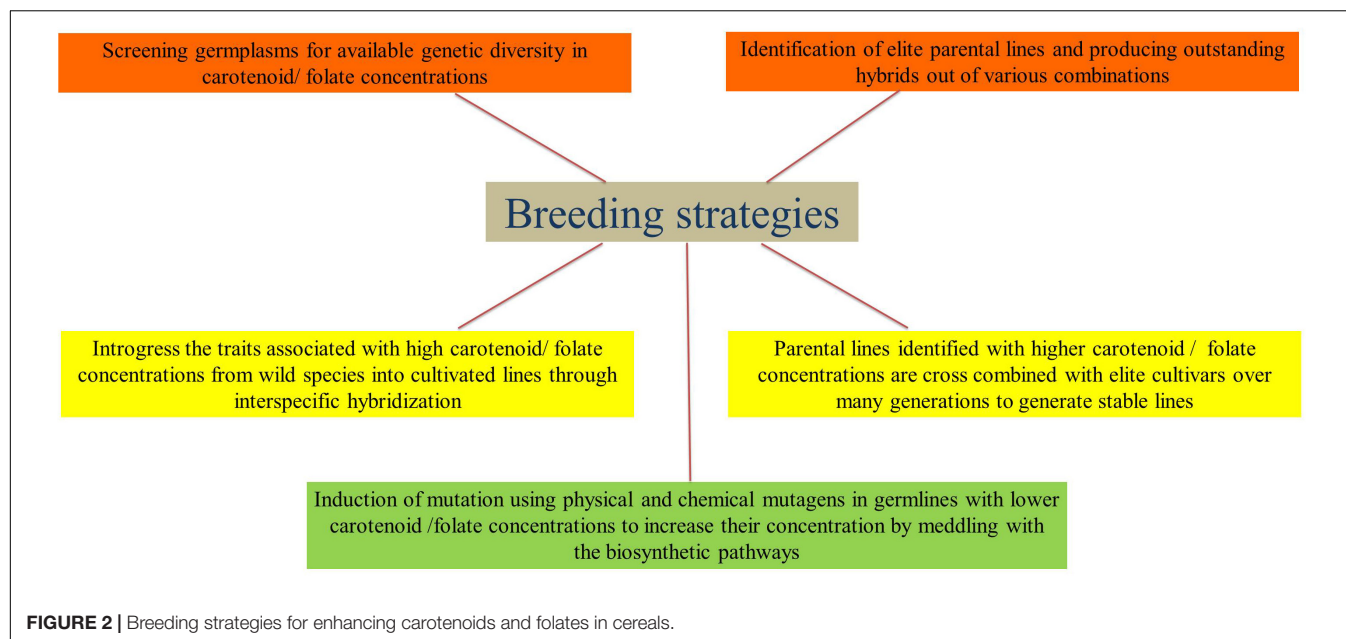 Screening germplasms for available genetic diversity in
carotenoid/ folate concentrations
Identification of elite parental lines and producing outstanding
hybrids out of various combinations
Breeding strategies
Introgress the traits associated with high carotenoid/ folate
concentrations from wild species into cultivated lines through
interspecific hybridization
Parental lines identified with higher carotenoid / folate
concentrations are cross combined with elite cultivars over
many generations to generate stable lines
Induction of mutation using physical and chemical mutagens in germlines with lower
carotenoid /folate concentrations to increase their concentration by meddling with
the biosynthetic pathways
FIGURE 2 | Breeding strategies for enhancing carotenoids and folates in cereals.